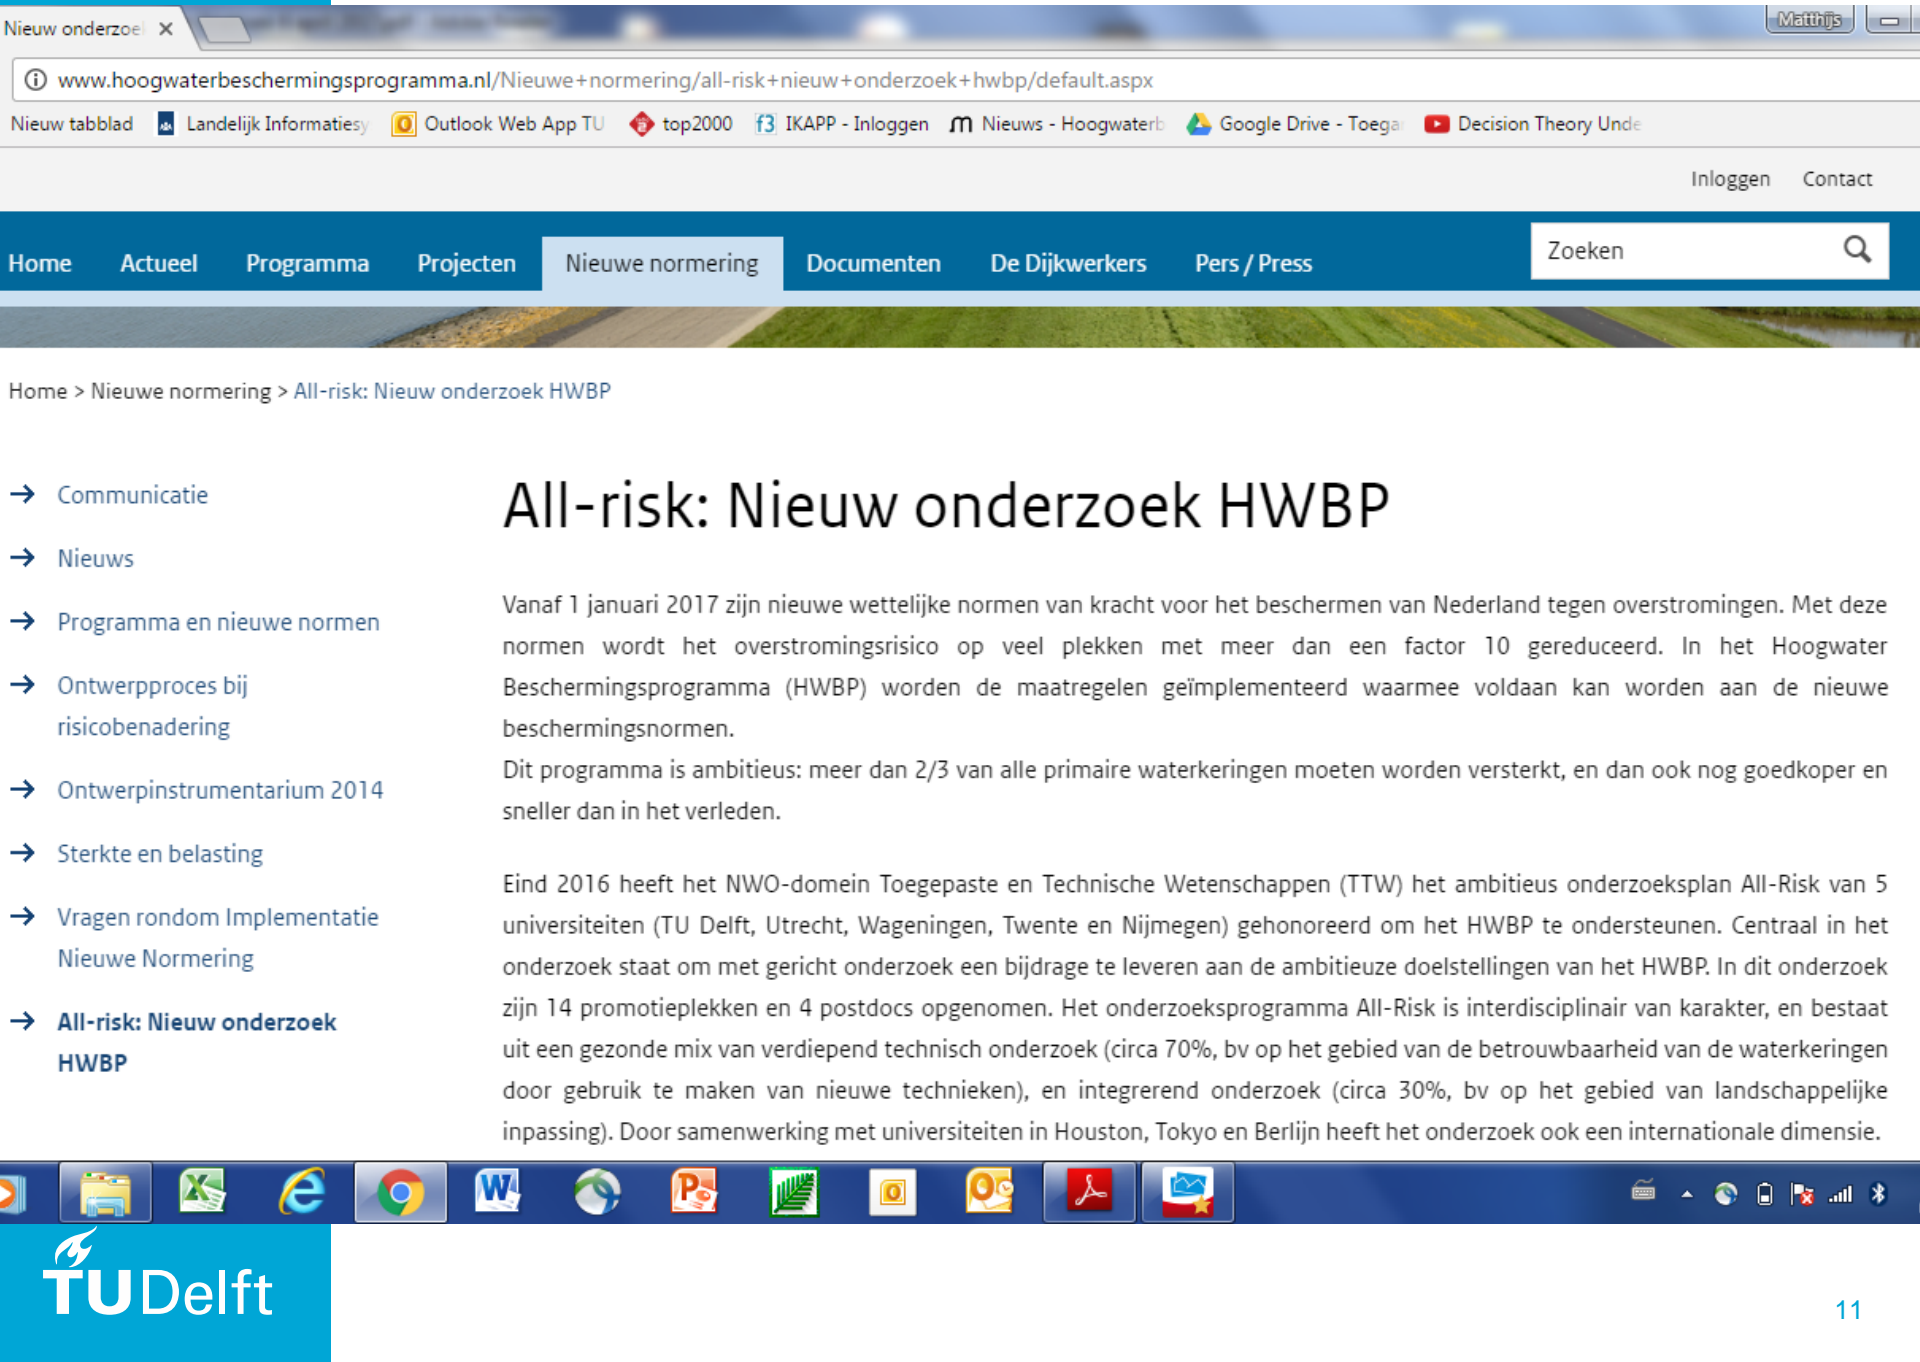 Nieuw onderzoe
Matthijs
www.hoogwaterbeschermingsprogramma.nl/Nieuwe+normering/all-risk+nieuw+onderzoek+hwbp/default.aspx
Nieuw tabblad Landelijk Informatiesy Outlook Web App TU top2000 f3 IKAPP - Inloggen Nieuws - Hoogwaterb Google Drive - Toegar Decision Theory Unde
Inloggen Contact
Home Actueel Programma Projecten Nieuwe normering Documenten De Dijkwerkers Pers / Press Zoeken
Home > Nieuwe normering > All-risk: Nieuw onderzoek HWBP
Communicatie
Nieuws
Programma en nieuwe normen
Ontwerpproces bij
risicobenadering
Ontwerpinstrumentarium 2014
Sterkte en belasting
Vragen rondom Implementatie
Nieuwe Normering
All-risk: Nieuw onderzoek
HWBP
All-risk: Nieuw onderzoek HWBP
Vanaf 1 januari 2017 zijn nieuwe wettelijke normen van kracht voor het beschermen van Nederland tegen overstromingen. Met deze
normen wordt het overstromingsrisico op veel plekken met meer dan een factor 10 gereduceerd. In het Hoogwater
Beschermingsprogramma (HWBP) worden de maatregelen geïmplementeerd waarmee voldaan kan worden aan de nieuwe
beschermingsnormen.
Dit programma is ambitieus: meer dan 2/3 van alle primaire waterkeringen moeten worden versterkt, en dan ook nog goedkoper en
sneller dan in het verleden.
Eind 2016 heeft het NWO-domein Toegepaste en Technische Wetenschappen (TTW) het ambitieus onderzoeksplan All-Risk van 5
universiteiten (TU Delft, Utrecht, Wageningen, Twente en Nijmegen) gehonoreerd om het HWBP te ondersteunen. Centraal in het
onderzoek staat om met gericht onderzoek een bijdrage te leveren aan de ambitieuze doelstellingen van het HWBP. In dit onderzoek
zijn 14 promotieplekken en 4 postdocs opgenomen. Het onderzoeksprogramma All-Risk is interdisciplinair van karakter, en bestaat
uit een gezonde mix van verdiepend technisch onderzoek (circa 70%, bv op het gebied van de betrouwbaarheid van de waterkeringen
door gebruik te maken van nieuwe technieken), en integrerend onderzoek (circa 30%, bv op het gebied van landschappelijke
inpassing). Door samenwerking met universiteiten in Houston, Tokyo en Berlijn heeft het onderzoek ook een internationale dimensie.
TUDelft
11